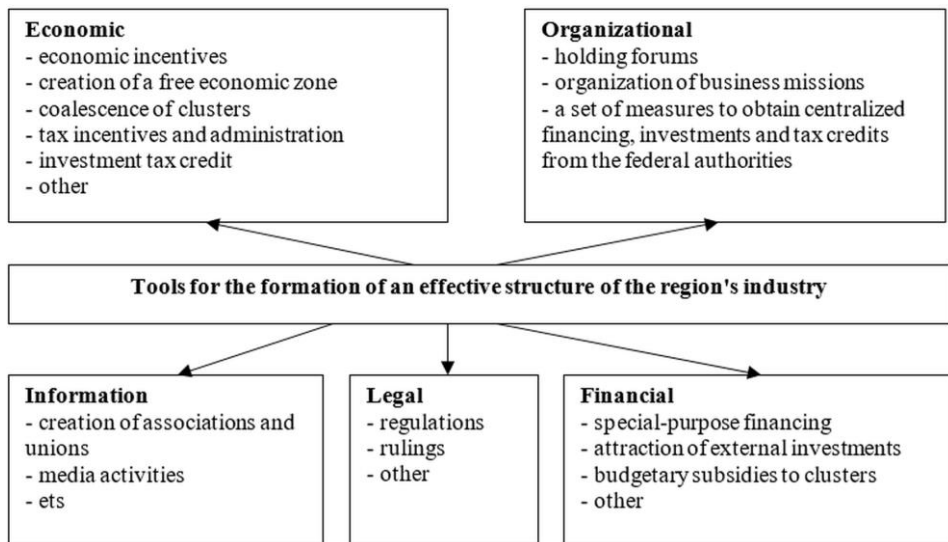 Economic
- economic incentives
- creation of a free economic zone
- coalescence of clusters
- tax incentives and administration
- investment tax credit
- other
Organizational
- holding forums
- organization of business missions
- a set of measures to obtain centralized
financing, investments and tax credits
from the federal authorities
Tools for the formation of an effective structure of the region's industry
Information
- creation of associations and
unions
- media activities
- ets
Legal
- regulations
- rulings
- other
Financial
- special-purpose financing
- attraction of external investments
- budgetary subsidies to clusters
- other